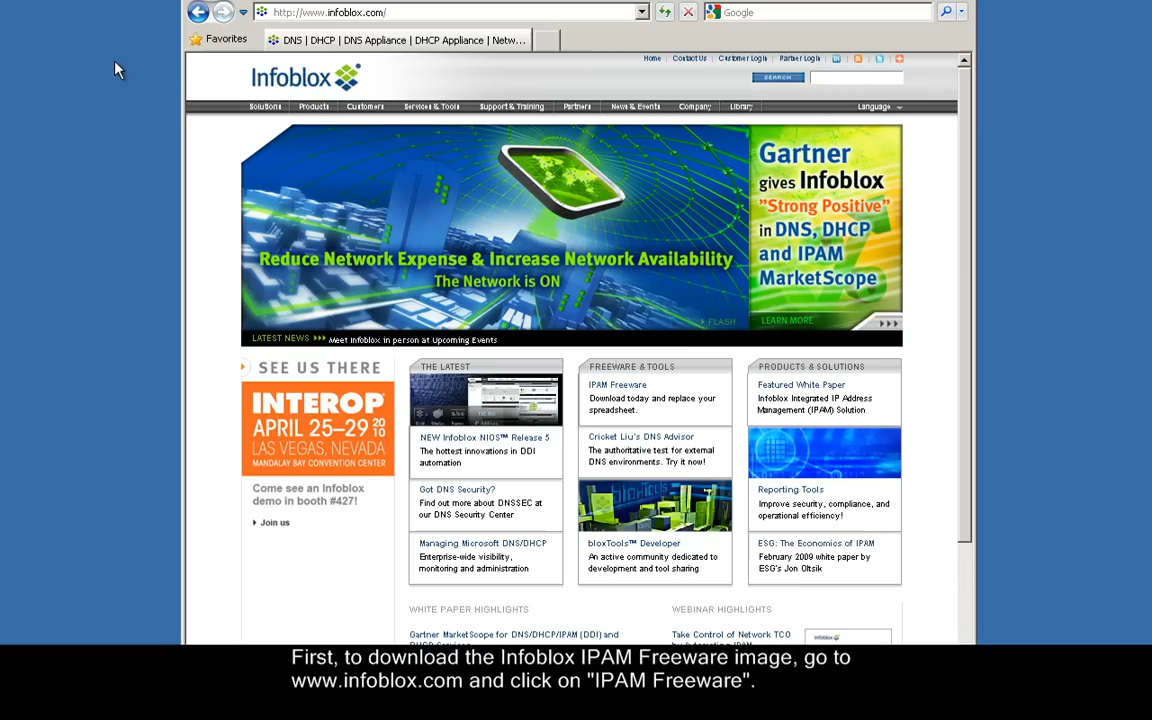 http://www.infoblox.com/
Google
Favorites
DNS | DHCP | DNS Appliance | DHCP Appliance | Netw...
Home Contact Us Customer Login Partner Login
Infoblox
SEARCH
Solutions Products Customers Services & Tools Support & Training Partners News & Events Company Library Language
Reduce Network Expense & Increase Network Availability
The Network is ON
FLASH
Gartner
gives Infoblox
"Strong Positive"
in DNS, DHCP
and IPAM
MarketScope
LEARN MORE
LATEST NEWS Meet Infoblox in person at Upcoming Events
SEE US THERE
INTEROP
APRIL 25–29 2010
LAS VEGAS, NEVADA
MANDALAY BAY CONVENTION CENTER
Come see an Infoblox
demo in booth #427!
Join us
THE LATEST
NEW Infoblox NIOS™ Release 5
The hottest innovations in DDI
automation
Got DNS Security?
Find out more about DNSSEC at
our DNS Security Center
Managing Microsoft DNS/DHCP
Enterprise-wide visibility,
monitoring and administration
FREEWARE & TOOLS
IPAM Freeware
Download today and replace your
spreadsheet.
Cricket Liu's DNS Advisor
The authoritative test for external
DNS environments. Try it now!
bloxTools™ Developer
An active community dedicated to
development and tool sharing
PRODUCTS & SOLUTIONS
Featured White Paper
Infoblox Integrated IP Address
Management (IPAM) Solution
Reporting Tools
Improve security, compliance, and
operational efficiency!
ESG: The Economics of IPAM
February 2009 white paper by
ESG's Jon Oltsik
WHITE PAPER HIGHLIGHTS
Gartner MarketScope for DNS/DHCP/IPAM (DDI) and
WEBINAR HIGHLIGHTS
Take Control of Network TCO
Infoblox
First, to download the Infoblox IPAM Freeware image, go to
www.infoblox.com and click on "IPAM Freeware".